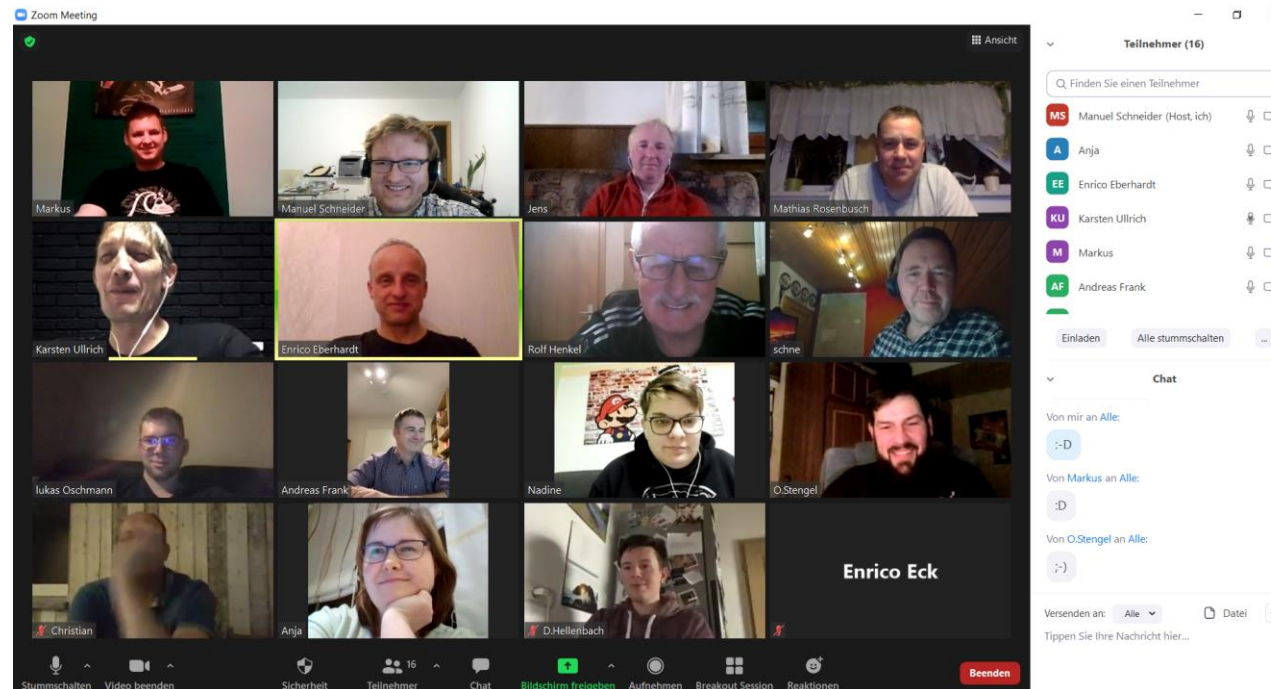 Zoom Meeting
Ansicht
Markus
Manuel Schneider
Jens
Mathias Rosenbusch
Karsten Ullrich
Enrico Eberhardt
Rolf Henkel
schne
lukas Oschmann
Andreas Frank
Nadine
O.Stengel
Christian
Anja
D.Hellenbach
Enrico Eck
Stummschalten
Video beenden
Sicherheit
16
Teilnehmer
Chat
Bildschirm freigeben
Aufnehmen
Breakout Session
Reaktionen
Beenden
Teilnehmer (16)
Finden Sie einen Teilnehmer
MS Manuel Schneider (Host, ich)
A Anja
EE Enrico Eberhardt
KU Karsten Ullrich
M Markus
AF Andreas Frank
Einladen Alle stummschalten ...
Chat
Von mir an Alle:
:-D
Von Markus an Alle:
:D
Von O.Stengel an Alle:
;-)
Versenden an: Alle Datei
Tippen Sie Ihre Nachricht hier...